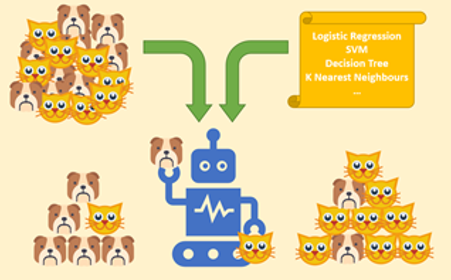 Logistic Regression
SVM
Decision Tree
K Nearest Neighbours
...